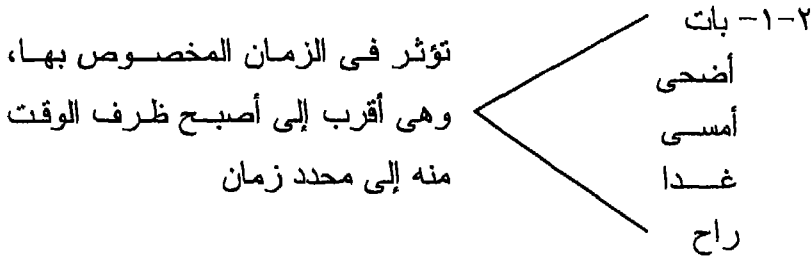 ٢-١- بات
أضحى
أمسى
غدا
راح
تؤثر فى الزمان المخصوص بها،
وهى أقرب إلى أصبح ظرف الوقت
منه إلى محدد زمان